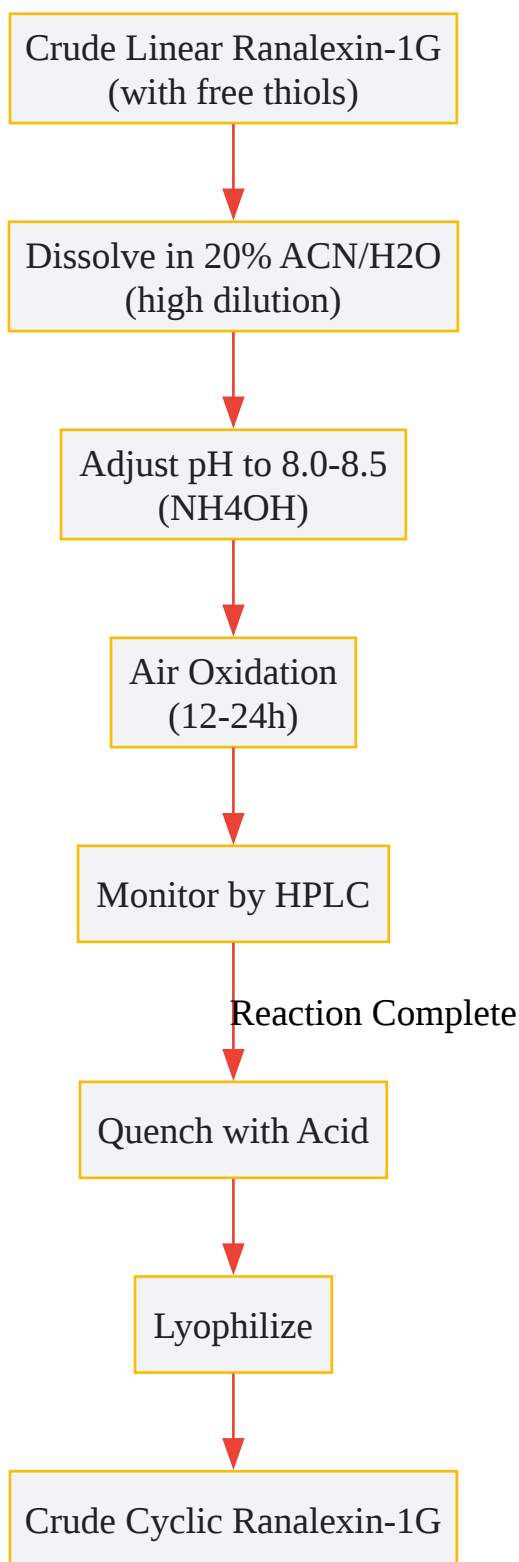 Crude Linear Ranalexin-1G
(with free thiols)
Dissolve in 20% ACN/H2O
(high dilution)
Adjust pH to 8.0-8.5
(NH4OH)
Air Oxidation
(12-24h)
Monitor by HPLC
Reaction Complete
Quench with Acid
Lyophilize
Crude Cyclic Ranalexin-1G